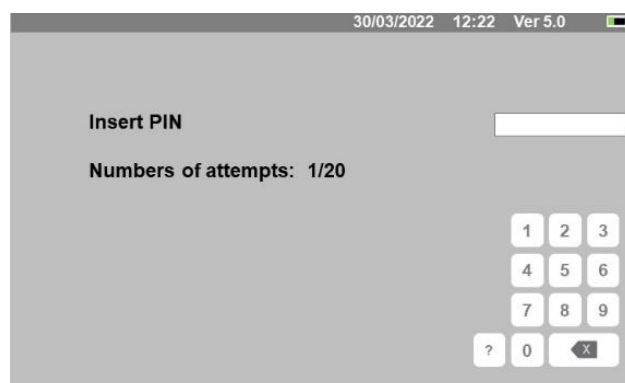 30/03/2022 12:22 Ver 5.0
Insert PIN
Numbers of attempts: 1/20
1 2 3
4 5 6
7 8 9
? 0 X